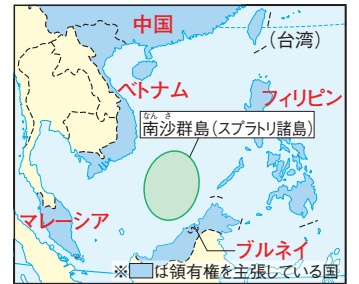 中国
(台湾)
ベトナム
フィリピン
なんさ
南沙群島(スプラトリ諸島)
マレーシア
ブルネイ
※□は領有権を主張している国